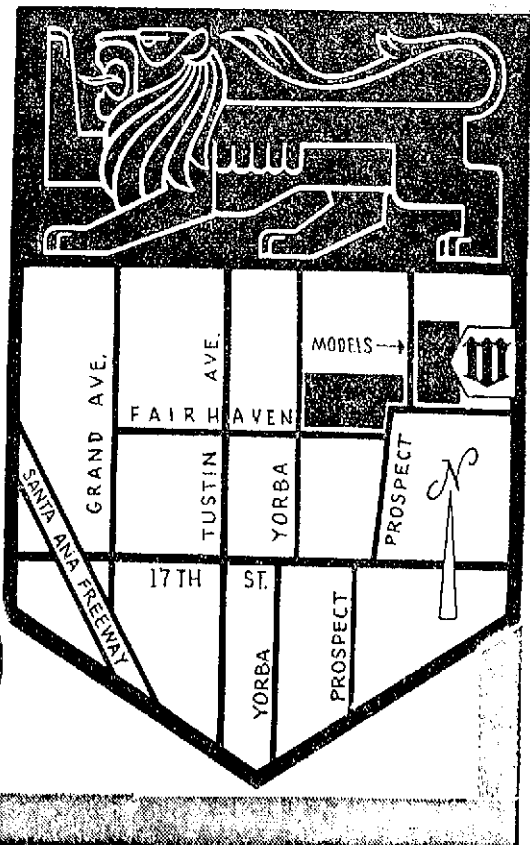 MODELS
GRAND AVE.
TUSTIN AVE.
FAIRHAVEN
YORBA
PROSPECT
N
SANTA ANA FREEWAY
17TH ST.
YORBA
PROSPECT